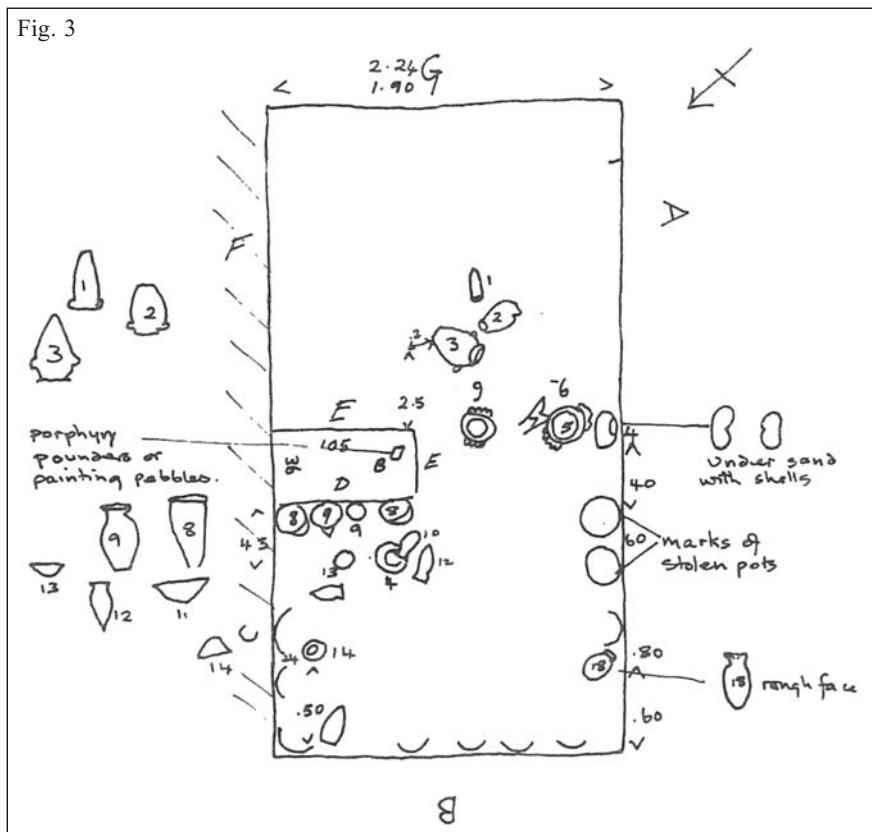 Fig. 3
2.24 G
1.90
A
F
1
2
3
1
2
3
.2
9
-6
5
4
E
2.5
1.05
B
E
D
porphyry
pounders or
painting pebbles.
under sand
with shells
40
60
marks of
stolen pots
8
9
9
8
45
10
13
4
12
9
8
13
12
11
14
14
18
.80
18
rough face
.50
.60
B